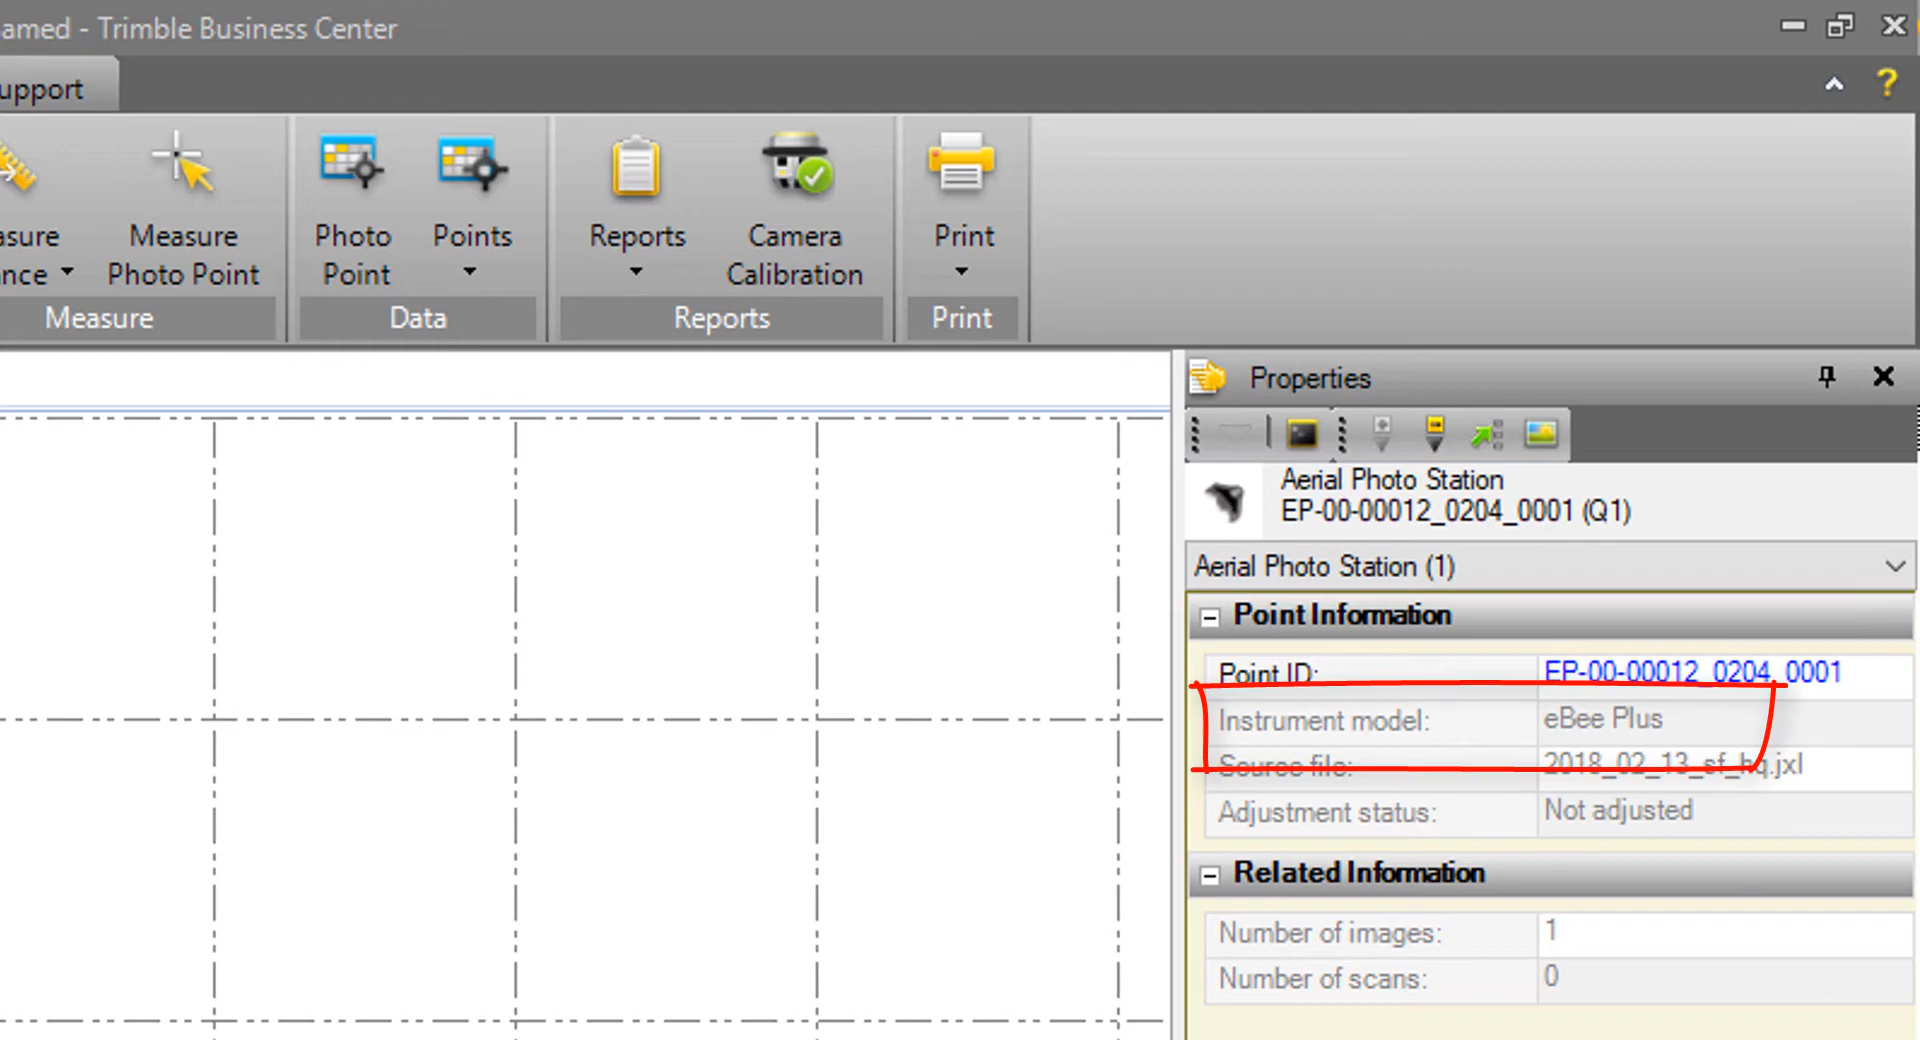 amed - Trimble Business Center
upport
asure
nce
Measure
Photo Point
Measure
Photo
Point
Points
Data
Reports
Camera
Calibration
Reports
Print
Print
Properties
Aerial Photo Station
EP-00-00012_0204_0001 (Q1)
Aerial Photo Station (1)
Point Information
Point ID: EP-00-00012_0204_0001
Instrument model: eBee Plus
Source file: 2018_02_13_sf_hq.jxl
Adjustment status: Not adjusted
Related Information
Number of images: 1
Number of scans: 0